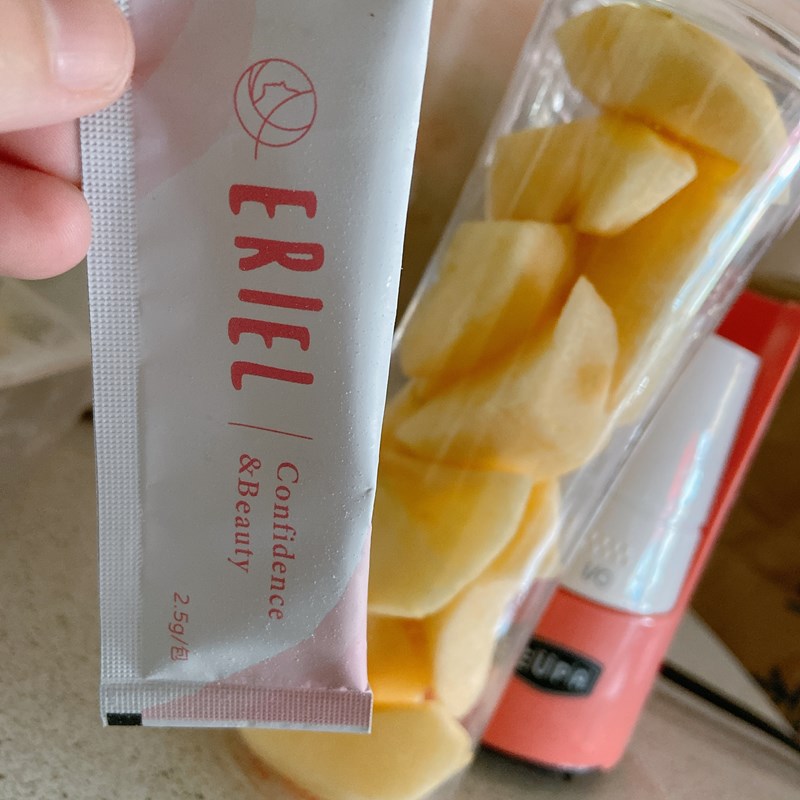 ERIEL
Confidence
&Beauty
2.5g/包
I/O
EUPA